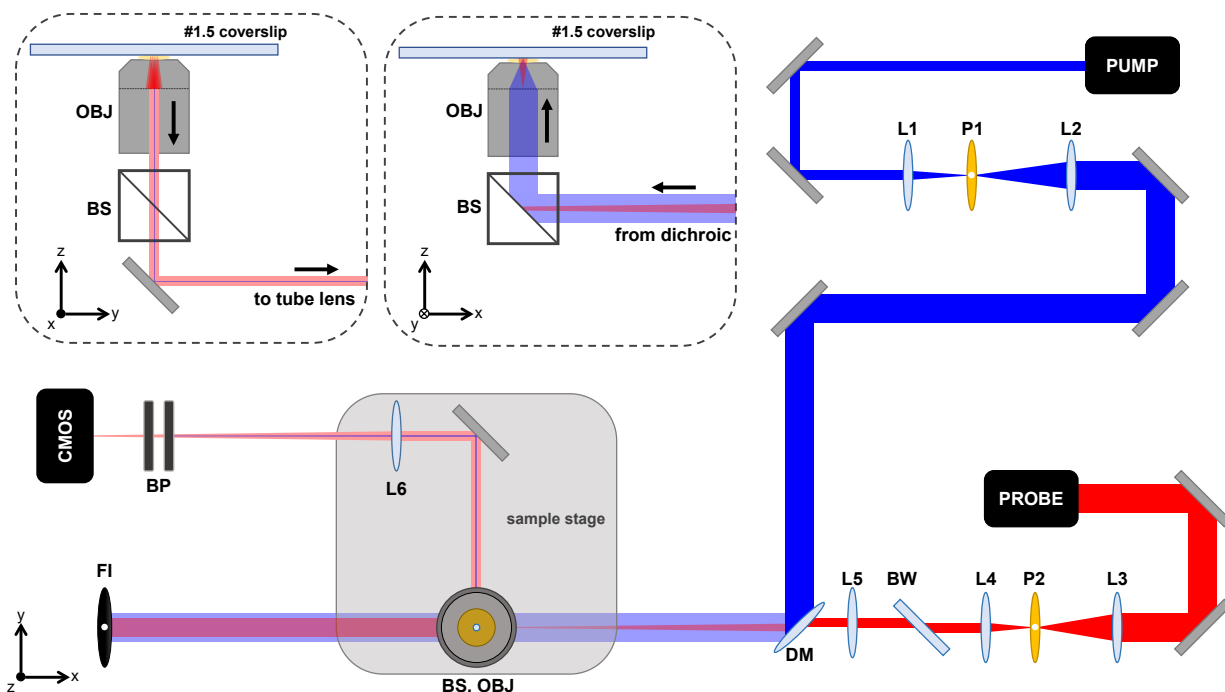 #1.5 coverslip
OBJ
BS
z
x
y
to tube lens
#1.5 coverslip
OBJ
BS
from dichroic
z
y
x
PUMP
L1
P1
L2
CMOS
BP
L6
sample stage
PROBE
FI
y
z
x
BS, OBJ
DM
L5
BW
L4
P2
L3